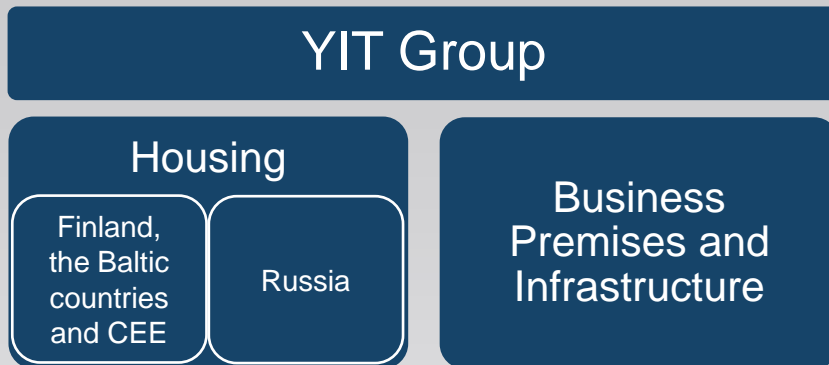 YIT Group
Housing
Finland,
the Baltic
countries
and CEE
Russia
Business
Premises and
Infrastructure